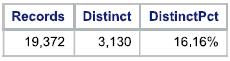 Records Distinct DistinctPct
19,372 3,130 16.16%